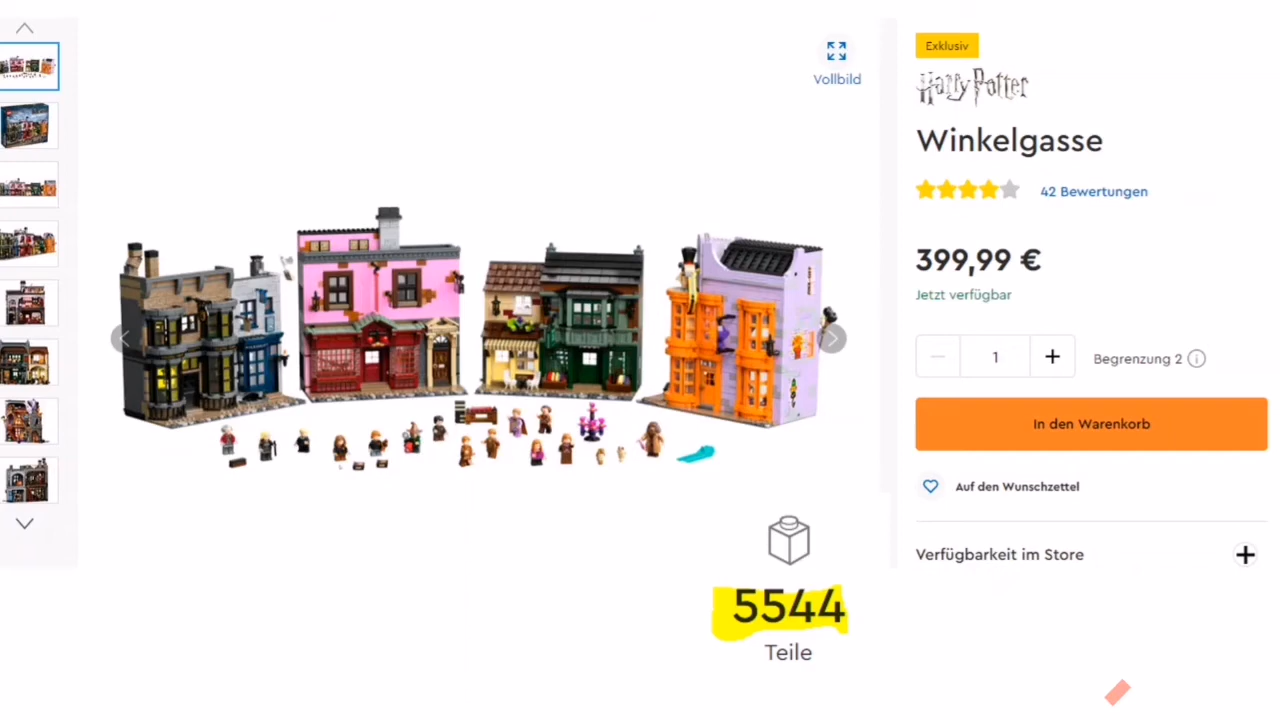 Vollbild
Exklusiv
Harry Potter
Winkelgasse
42 Bewertungen
399,99 €
Jetzt verfügbar
1
Begrenzung 2
In den Warenkorb
Auf den Wunschzettel
Verfügbarkeit im Store
5544
Teile